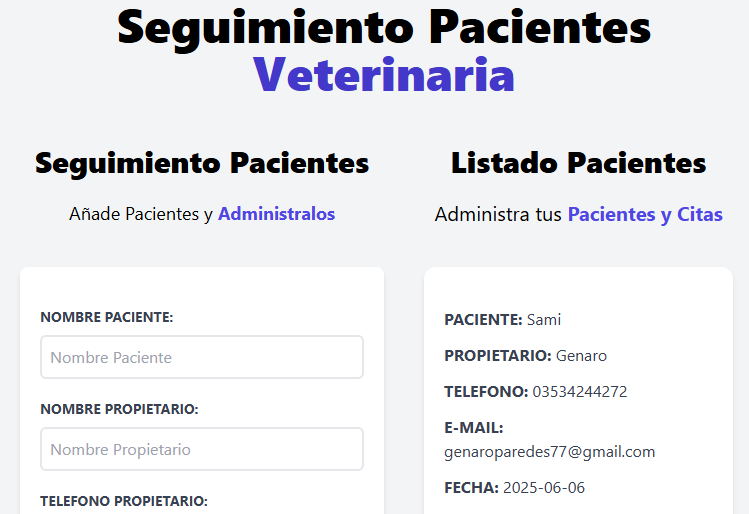 Seguimiento Pacientes
Veterinaria
Seguimiento Pacientes
Añade Pacientes y Administralos
NOMBRE PACIENTE:
Nombre Paciente
NOMBRE PROPIETARIO:
Nombre Propietario
TELEFONO PROPIETARIO:
Listado Pacientes
Administra tus Pacientes y Citas
PACIENTE: Sami
PROPIETARIO: Genaro
TELEFONO: 03534244272
E-MAIL:
genaroparedes77@gmail.com
FECHA: 2025-06-06